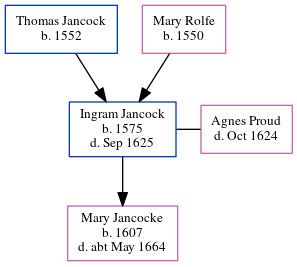 Thomas Jancock
b. 1552
Mary Rolfe
b. 1550
Ingram Jancock
b. 1575
d. Sep 1625
Agnes Proud
d. Oct 1624
Mary Jancocke
b. 1607
d. abt May 1664